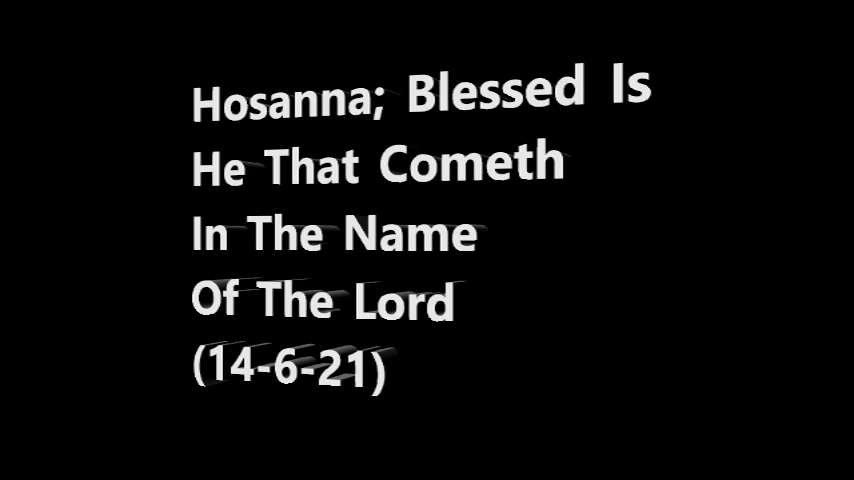 Hosanna; Blessed Is
He That Cometh
In The Name
Of The Lord
(14-6-21)